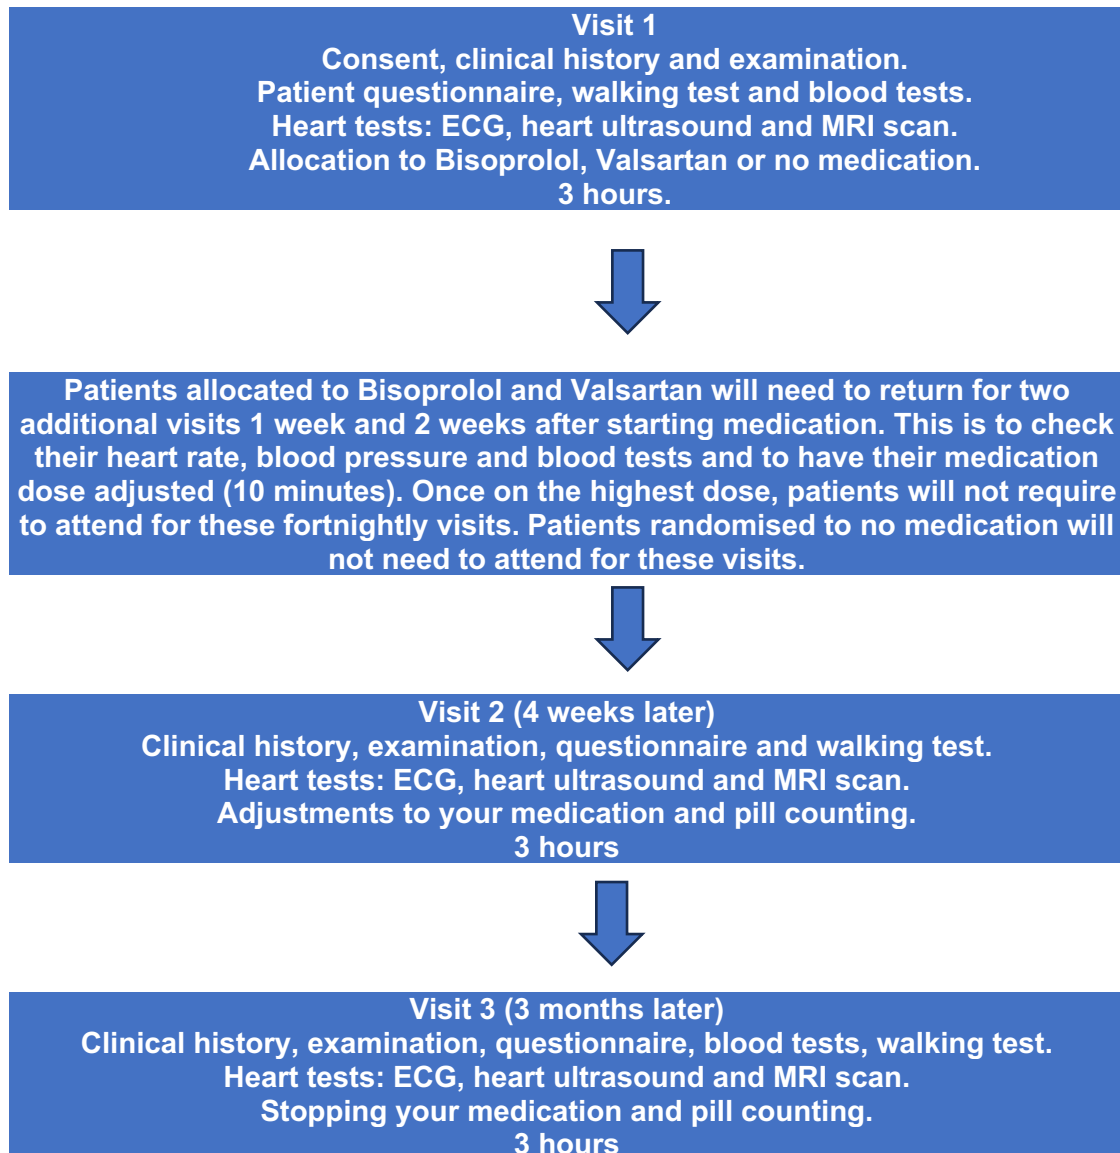 Visit 1
Consent, clinical history and examination.
Patient questionnaire, walking test and blood tests.
Heart tests: ECG, heart ultrasound and MRI scan.
Allocation to Bisoprolol, Valsartan or no medication.
3 hours.
Patients allocated to Bisoprolol and Valsartan will need to return for two
additional visits 1 week and 2 weeks after starting medication. This is to check
their heart rate, blood pressure and blood tests and to have their medication
dose adjusted (10 minutes). Once on the highest dose, patients will not require
to attend for these fortnightly visits. Patients randomised to no medication will
not need to attend for these visits.
Visit 2 (4 weeks later)
Clinical history, examination, questionnaire and walking test.
Heart tests: ECG, heart ultrasound and MRI scan.
Adjustments to your medication and pill counting.
3 hours
Visit 3 (3 months later)
Clinical history, examination, questionnaire, blood tests, walking test.
Heart tests: ECG, heart ultrasound and MRI scan.
Stopping your medication and pill counting.
3 hours